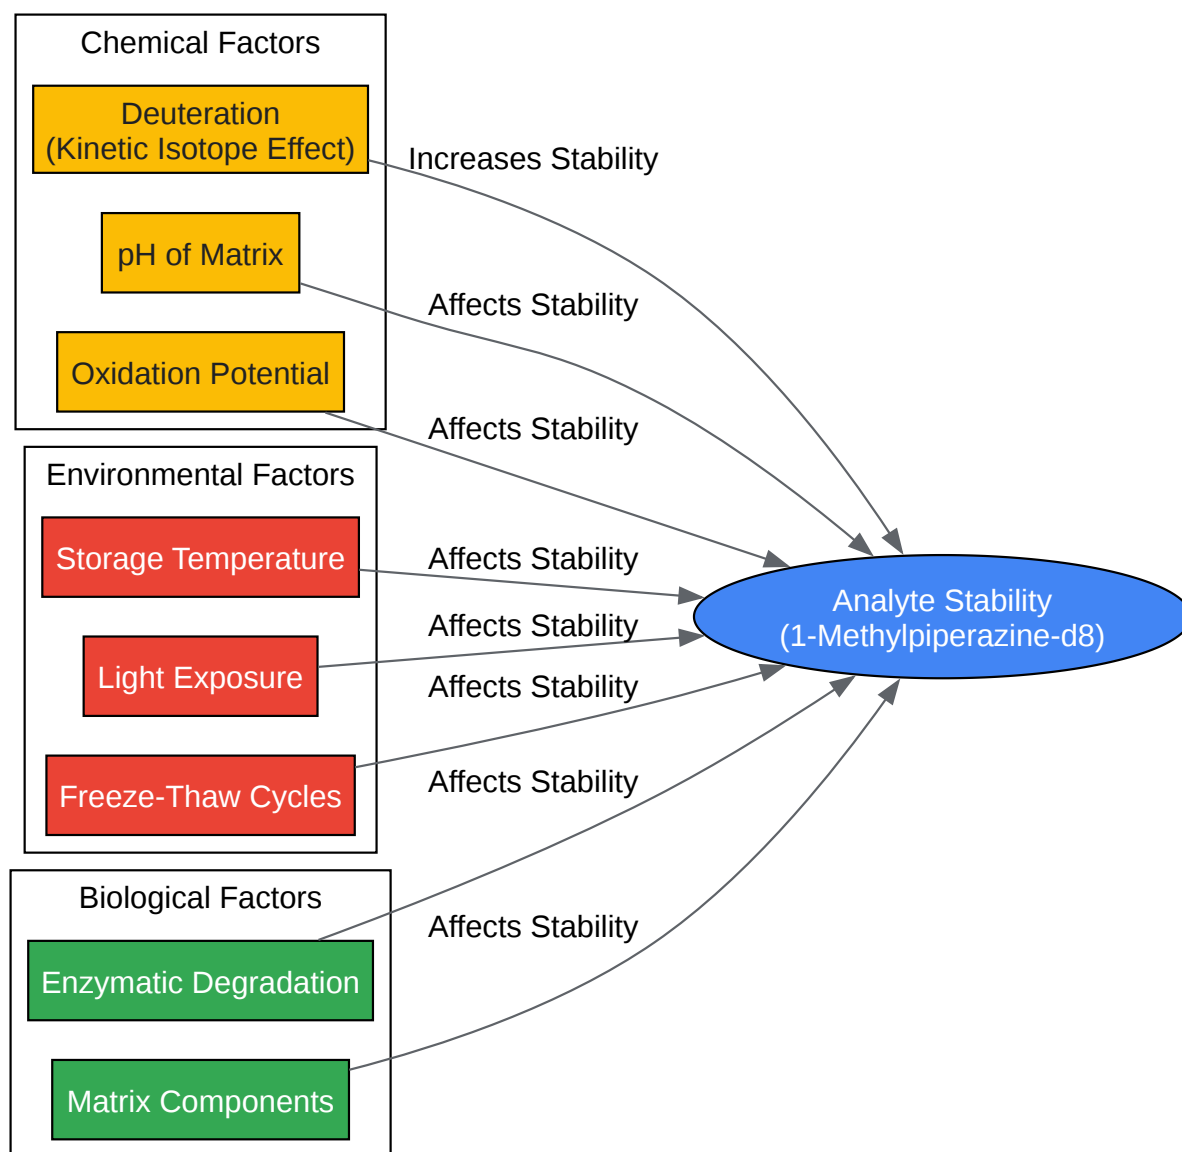 Chemical Factors
Deuteration
(Kinetic Isotope Effect)
Increases Stability
pH of Matrix
Affects Stability
Oxidation Potential
Affects Stability
Environmental Factors
Storage Temperature
Affects Stability
Light Exposure
Affects Stability
Freeze-Thaw Cycles
Affects Stability
Analyte Stability
(1-Methylpiperazine-d8)
Biological Factors
Enzymatic Degradation
Affects Stability
Matrix Components
Affects Stability